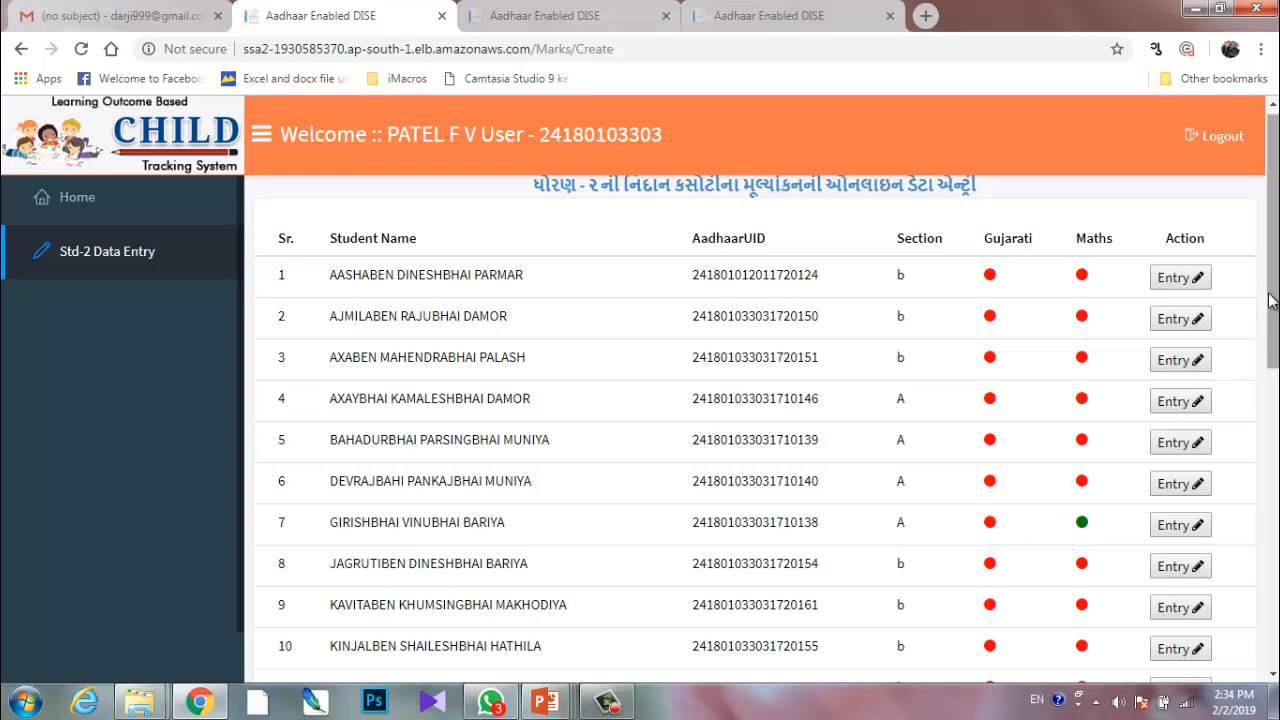 (no subject) - darji999@gmail.co
Aadhaar Enabled DISE
Aadhaar Enabled DISE
Aadhaar Enabled DISE
Not secure
ssa2-1930585370.ap-south-1.elb.amazonaws.com/Marks/Create
Apps
Welcome to Faceboo
Excel and docx file u
iMacros
Camtasia Studio 9 ke
Other bookmarks
Learning Outcome Based
CHILD
Tracking System
Welcome :: PATEL F V User - 24180103303
Logout
Home
Std-2 Data Entry
ધોરણ - ૨ ની નિદાન કસોટીના મૂલ્યાંકનની ઓનલાઇન ડેટા એન્ટ્રી
Sr. Student Name AadhaarUID Section Gujarati Maths Action
1 AASHABEN DINESHBHAI PARMAR 241801012011720124 b Entry
2 AJMILABEN RAJUBHAI DAMOR 241801033031720150 b Entry
3 AXABEN MAHENDRABHAI PALASH 241801033031720151 b Entry
4 AXAYBHAI KAMALESHBHAI DAMOR 241801033031710146 A Entry
5 BAHADURBHAI PARSINGBHAI MUNIYA 241801033031710139 A Entry
6 DEVRAJBAHI PANKAJBHAI MUNIYA 241801033031710140 A Entry
7 GIRISHBHAI VINUBHAI BARIYA 241801033031710138 A Entry
8 JAGRUTIBEN DINESHBHAI BARIYA 241801033031720154 b Entry
9 KAVITABEN KHUMSINGBHAI MAKHODIYA 241801033031720161 b Entry
10 KINJALBEN SHAILESHBHAI HATHILA 241801033031720155 b Entry
Ps
3
EN
2:34 PM
2/2/2019